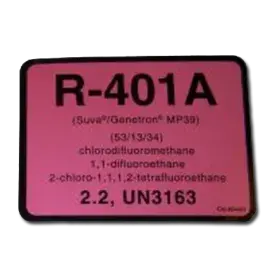 R-401A
(Suva®/Genetron® MP39)
(53/13/34)
chlorodifluoromethane
1,1-difluoroethane
2-chloro-1,1,1,2-tetrafluoroethane
2.2, UN3163